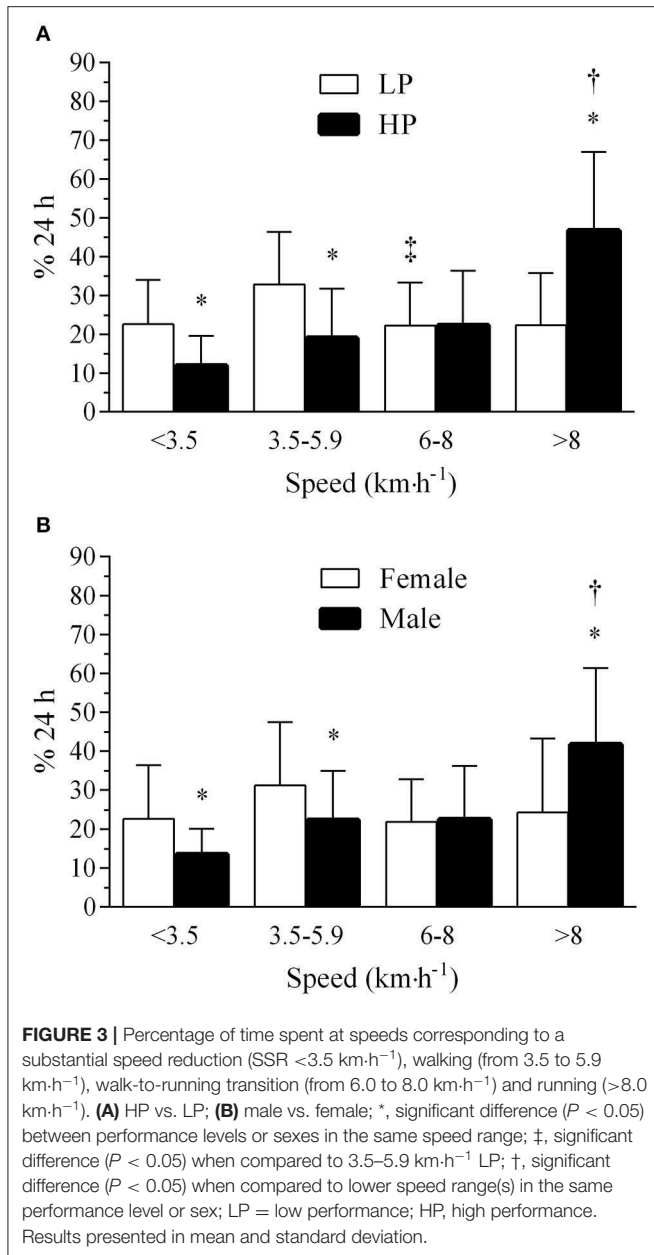 A
90
80
70
60
50
40
30
20
10
0
% 24 h
LP
HP
*
*
‡
†
*
<3.5 3.5-5.9 6-8 >8
Speed (km·h⁻¹)
B
90
80
70
60
50
40
30
20
10
0
% 24 h
Female
Male
*
*
†
*
<3.5 3.5-5.9 6-8 >8
Speed (km·h⁻¹)
FIGURE 3 | Percentage of time spent at speeds corresponding to a
substantial speed reduction (SSR <3.5 km·h⁻¹), walking (from 3.5 to 5.9
km·h⁻¹), walk-to-running transition (from 6.0 to 8.0 km·h⁻¹) and running (>8.0
km·h⁻¹). (A) HP vs. LP; (B) male vs. female; *, significant difference (P < 0.05)
between performance levels or sexes in the same speed range; ‡, significant
difference (P < 0.05) when compared to 3.5–5.9 km·h⁻¹ LP; †, significant
difference (P < 0.05) when compared to lower speed range(s) in the same
performance level or sex; LP = low performance; HP, high performance.
Results presented in mean and standard deviation.